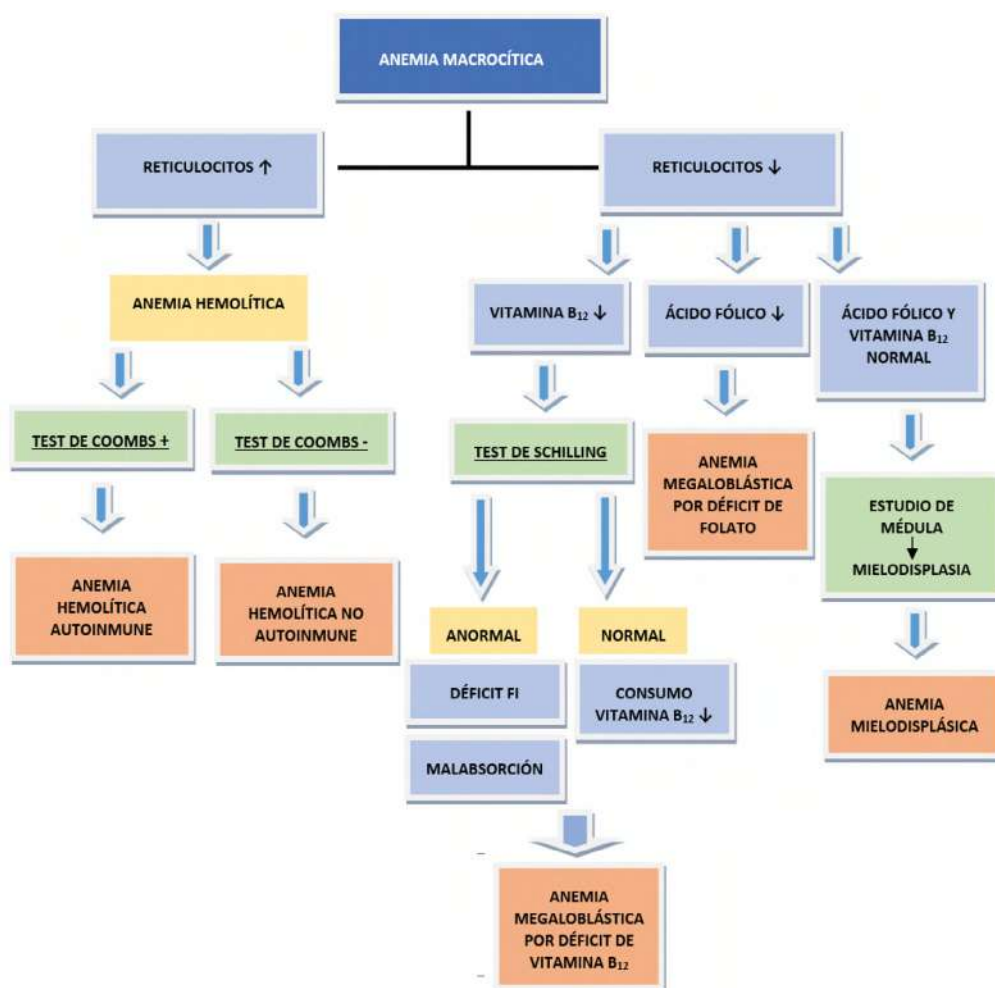 ANEMIA MACROCÍTICA
RETICULOCITOS ↑
RETICULOCITOS ↓
ANEMIA HEMOLÍTICA
VITAMINA B₁₂ ↓
ÁCIDO FÓLICO ↓
ÁCIDO FÓLICO Y
VITAMINA B₁₂
NORMAL
TEST DE COOMBS +
TEST DE COOMBS -
TEST DE SCHILLING
ANEMIA
MEGALOBLÁSTICA
POR DÉFICIT DE
FOLATO
ESTUDIO DE
MÉDULA
↓
MIELODISPLASIA
ANEMIA
HEMOLÍTICA
AUTOINMUNE
ANEMIA
HEMOLÍTICA NO
AUTOINMUNE
ANORMAL
NORMAL
DÉFICIT FI
CONSUMO
VITAMINA B₁₂ ↓
MALABSORCIÓN
ANEMIA
MIELODISPLÁSICA
ANEMIA
MEGALOBLÁSTICA
POR DÉFICIT DE
VITAMINA B₁₂